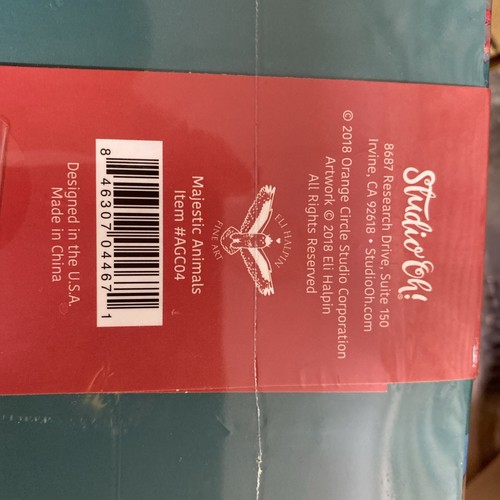 Studio Oh!
8687 Research Drive, Suite 150
Irvine, CA 92618 • StudioOh.com
© 2018 Orange Circle Studio Corporation
Artwork © 2018 Eli Halpin
All Rights Reserved
ELI HALPIN
FINE ART
Majestic Animals
Item #AGC04
8 46307 04467 1
Designed in the U.S.A.
Made in China